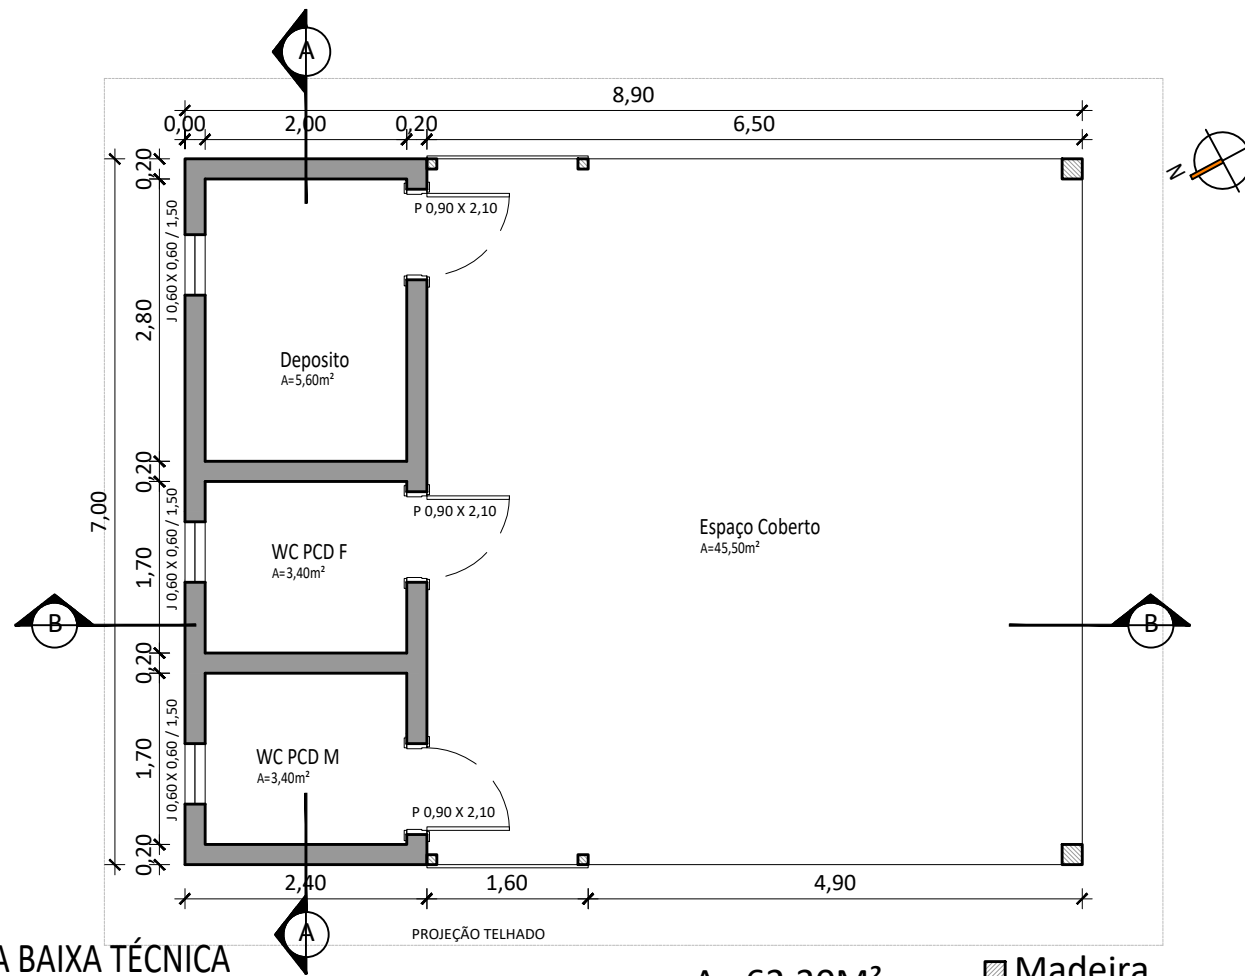 A
8,90
0,00 2,00 0,20 6,50
0,20
N
P 0,90 X 2,10
J 0,60 X 0,60 / 1,50
2,80
Deposito
A=5,60m²
0,20
7,00
J 0,60 X 0,60 / 1,50
P 0,90 X 2,10
Espaço Coberto
A=45,50m²
WC PCD F
A=3,40m²
1,70
B
B
0,20
J 0,60 X 0,60 / 1,50
1,70
WC PCD M
A=3,40m²
P 0,90 X 2,10
0,20
2,40 1,60 4,90
A
PROJEÇÃO TELHADO
A BAIXA TÉCNICA
Madeira